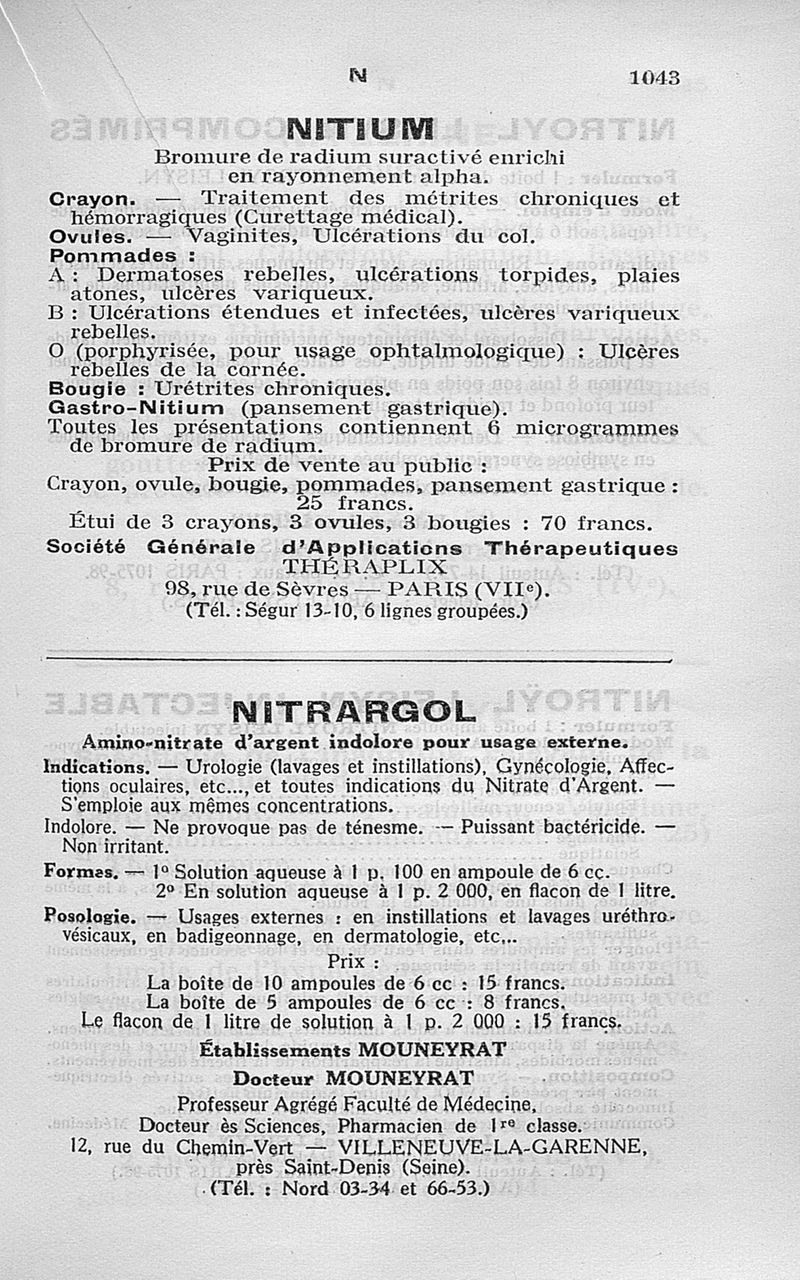 N 1043
NITIUM
Bromure de radium suractivé enrichi
en rayonnement alpha.
Crayon. — Traitement des métrites chroniques et
hémorragiques (Curettage médical).
Ovules. — Vaginites, Ulcérations du col.
Pommades :
A : Dermatoses rebelles, ulcérations torpides, plaies
atones, ulcères variqueux.
B : Ulcérations étendues et infectées, ulcères variqueux
rebelles.
O (porphyrisée, pour usage ophtalmologique) : Ulcères
rebelles de la cornée.
Bougie : Urétrites chroniques.
Gastro-Nitium (pansement gastrique).
Toutes les présentations contiennent 6 microgrammes
de bromure de radium.
Prix de vente au public :
Crayon, ovule, bougie, pommades, pansement gastrique :
25 francs.
Étui de 3 crayons, 3 ovules, 3 bougies : 70 francs.
Société Générale d'Applications Thérapeutiques
THÉRAPLIX
98, rue de Sèvres — PARIS (VIIe).
(Tél. : Ségur 13-10, 6 lignes groupées.)
NITRARGOL
Amino-nitrate d'argent indolore pour usage externe.
Indications. — Urologie (lavages et instillations), Gynécologie, Affec-
tions oculaires, etc..., et toutes indications du Nitrate d'Argent. —
S'emploie aux mêmes concentrations.
Indolore. — Ne provoque pas de ténesme. — Puissant bactéricide. —
Non irritant.
Formes. — 1º Solution aqueuse à 1 p. 100 en ampoule de 6 cc.
2º En solution aqueuse à 1 p. 2 000, en flacon de 1 litre.
Posologie. — Usages externes : en instillations et lavages uréthro-
vésicaux, en badigeonnage, en dermatologie, etc...
Prix :
La boîte de 10 ampoules de 6 cc : 15 francs.
La boîte de 5 ampoules de 6 cc : 8 francs.
Le flacon de 1 litre de solution à 1 p. 2 000 : 15 francs.
Établissements MOUNEYRAT
Docteur MOUNEYRAT
Professeur Agrégé Faculté de Médecine,
Docteur ès Sciences, Pharmacien de 1re classe.
12, rue du Chemin-Vert — VILLENEUVE-LA-GARENNE,
près Saint-Denis (Seine).
(Tél. : Nord 03-34 et 66-53.)